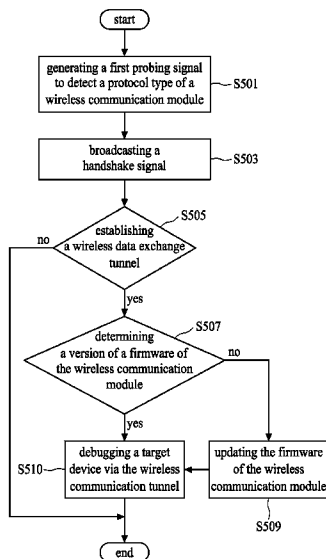 start
generating a first probing signal
to detect a protocol type of a
wireless communication module
S501
broadcasting a
handshake signal
S503
establishing
a wireless data exchange
tunnel
S505
no
yes
determining
a version of a firmware of
the wireless communication
module
S507
no
yes
debugging a target
device via the wireless
communication tunnel
S510
updating the firmware
of the wireless
communication module
S509
end